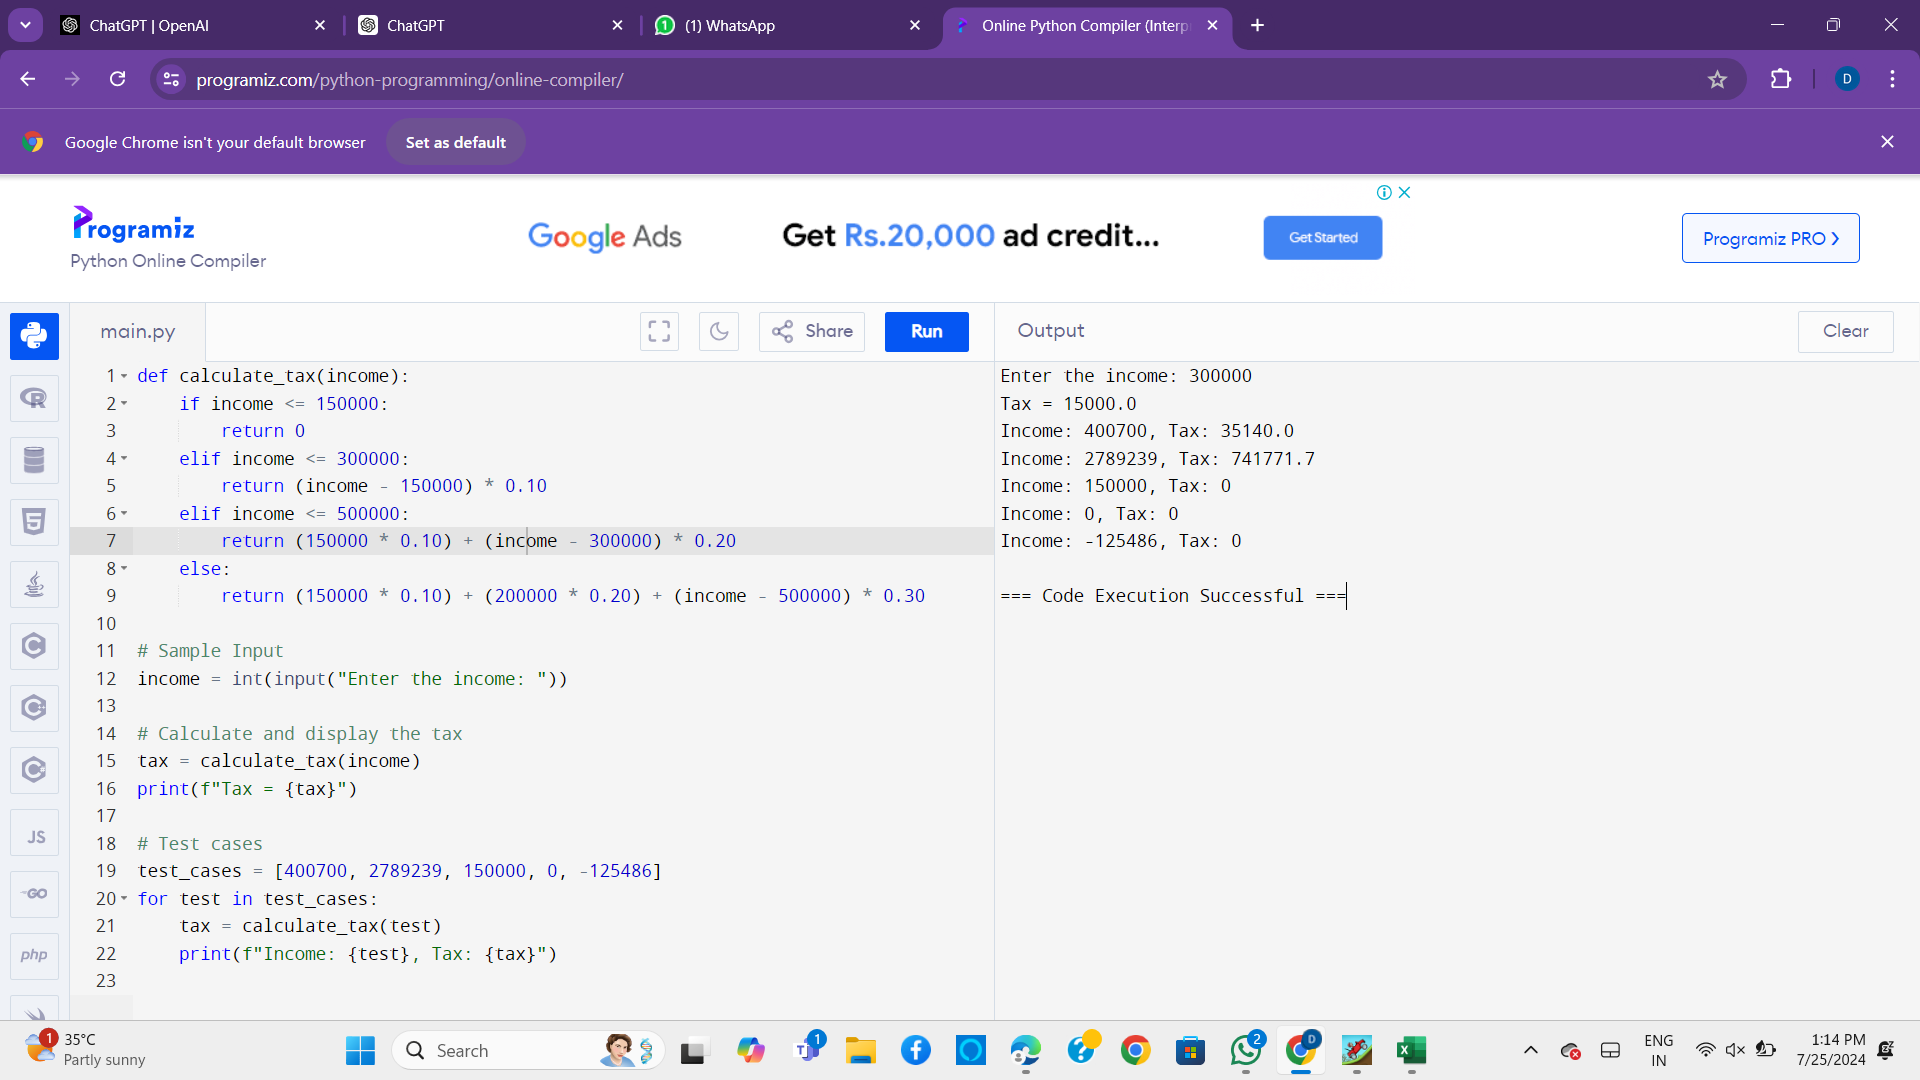 ChatGPT | OpenAI
ChatGPT
(1) WhatsApp
Online Python Compiler (Interp
programiz.com/python-programming/online-compiler/
D
Google Chrome isn't your default browser
Set as default
Programiz
Python Online Compiler
Google Ads
Get Rs.20,000 ad credit...
Get Started
Programiz PRO
main.py
Share
Run
Output
Clear
1 def calculate_tax(income):
2     if income <= 150000:
3         return 0
4     elif income <= 300000:
5         return (income - 150000) * 0.10
6     elif income <= 500000:
7         return (150000 * 0.10) + (income - 300000) * 0.20
8     else:
9         return (150000 * 0.10) + (200000 * 0.20) + (income - 500000) * 0.30
10
11 # Sample Input
12 income = int(input("Enter the income: "))
13
14 # Calculate and display the tax
15 tax = calculate_tax(income)
16 print(f"Tax = {tax}")
17
18 # Test cases
19 test_cases = [400700, 2789239, 150000, 0, -125486]
20 for test in test_cases:
21     tax = calculate_tax(test)
22     print(f"Income: {test}, Tax: {tax}")
23
Enter the income: 300000
Tax = 15000.0
Income: 400700, Tax: 35140.0
Income: 2789239, Tax: 741771.7
Income: 150000, Tax: 0
Income: 0, Tax: 0
Income: -125486, Tax: 0
=== Code Execution Successful ===
JS
GO
php
1
35°C
Partly sunny
Search
1
2
D
ENG
IN
1:14 PM
7/25/2024